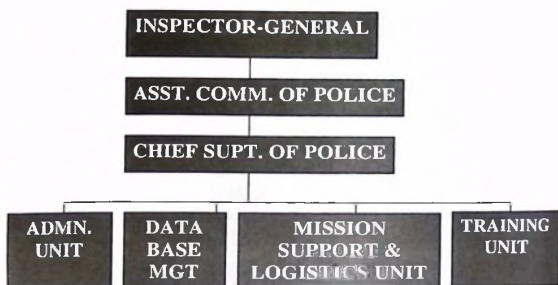 INSPECTOR-GENERAL
ASST. COMM. OF POLICE
CHIEF SUPT. OF POLICE
ADMN.
UNIT
DATA
BASE
MGT
MISSION
SUPPORT &
LOGISTICS UNIT
TRAINING
UNIT